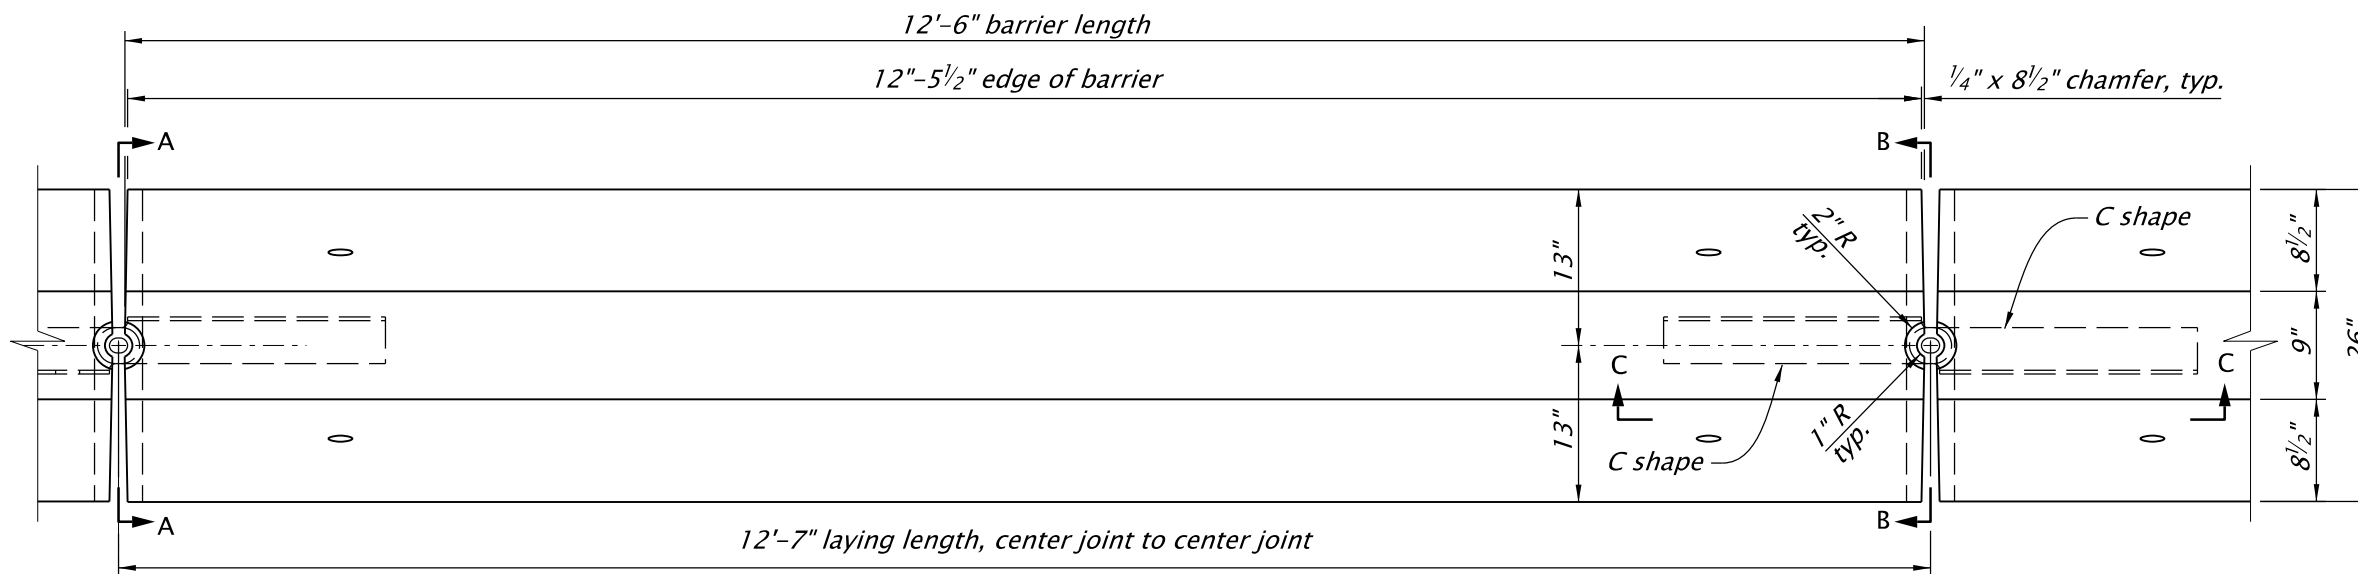 12'–6" barrier length
12"–5½" edge of barrier
¼" x 8½" chamfer, typ.
A
B
2" R
typ.
C shape
13"
8½"
9"
26"
C
C
13"
1" R
typ.
C shape
8½"
A
B
12'–7" laying length, center joint to center joint